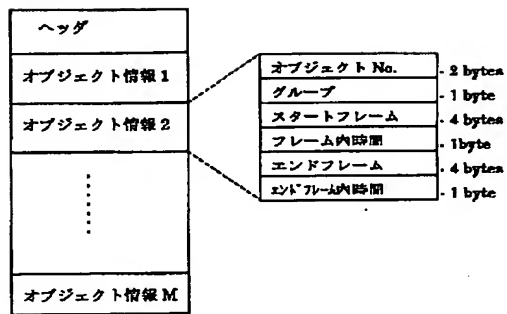 ヘッダ
オブジェクト情報1
オブジェクト情報2
オブジェクト情報M
オブジェクト No. - 2 bytes
グループ - 1 byte
スタートフレーム - 4 bytes
フレーム内時間 - 1byte
エンドフレーム - 4 bytes
エンドフレーム内時間 - 1 byte